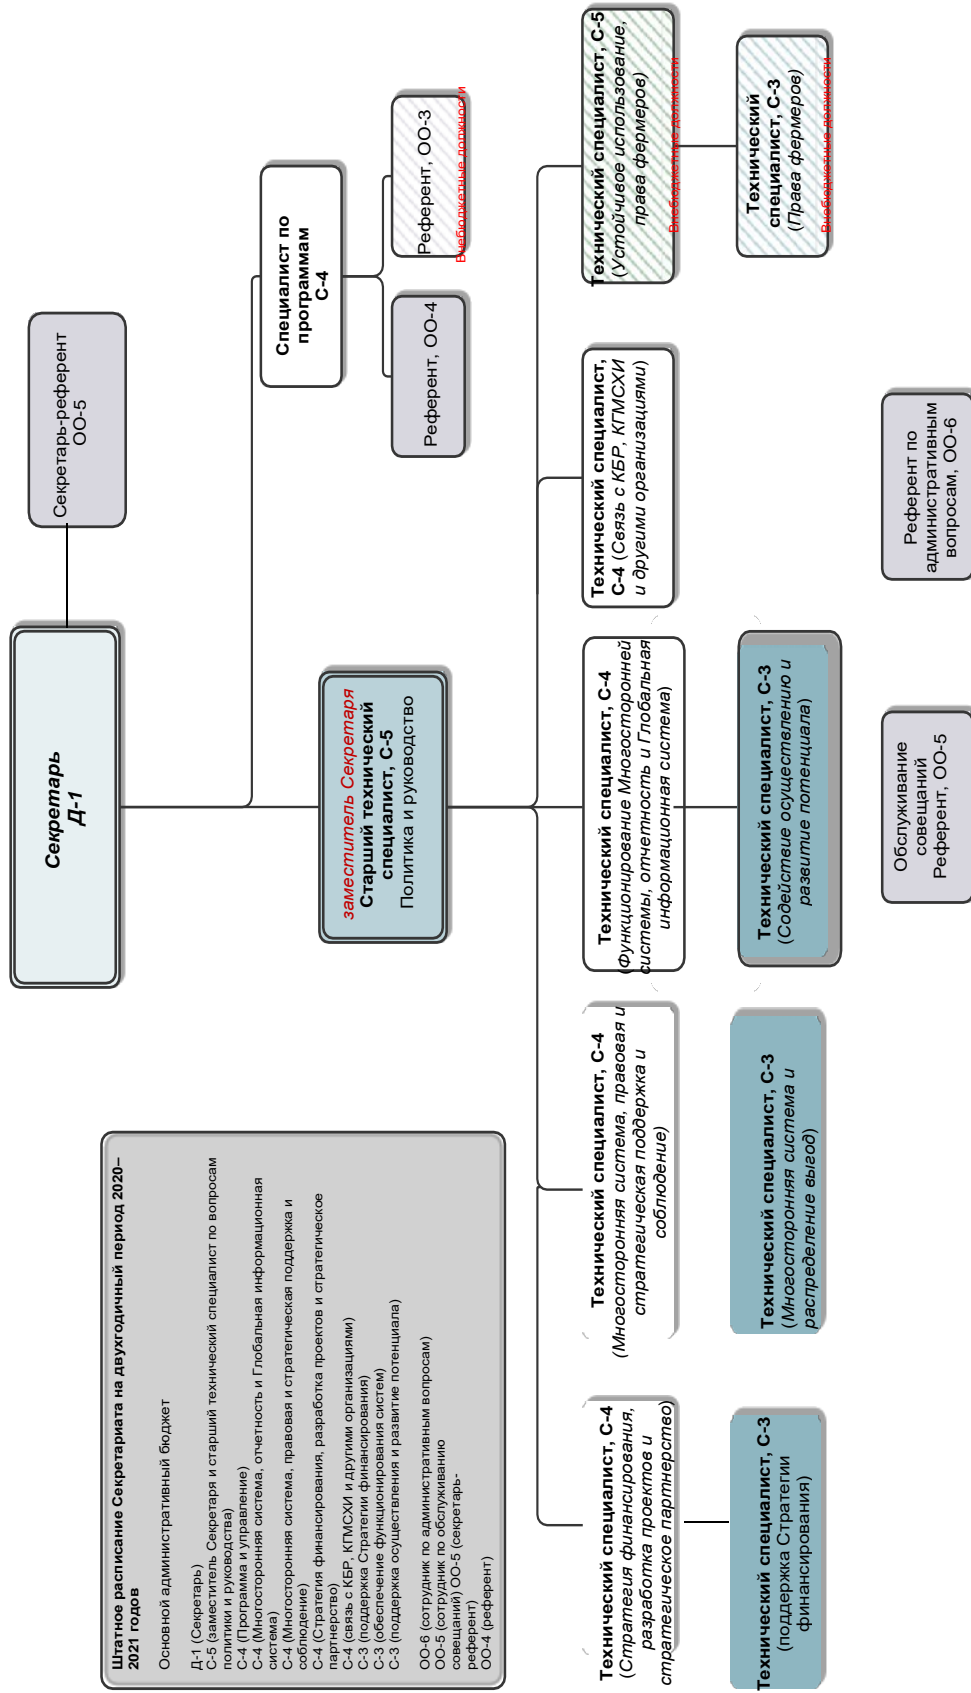 Секретарь
Д-1
Секретарь-референт
ОО-5
заместитель Секретаря
Старший технический
специалист, С-5
Политика и руководство
Специалист по
программам
С-4
Референт, ОО-4
Референт, ОО-3
Внебюджетные должности
Штатное расписание Секретариата на двухгодичный период 2020–
2021 годов
Основной административный бюджет
Д-1 (Секретарь)
С-5 (заместитель Секретаря и старший технический специалист по вопросам
политики и руководства)
С-4 (Программа и управление)
С-4 (Многосторонняя система, отчетность и Глобальная информационная
система)
С-4 (Многосторонняя система, правовая и стратегическая поддержка и
соблюдение)
С-4 (Стратегия финансирования, разработка проектов и стратегическое
партнерство)
С-4 (связь с КБР, КГМСХИ и другими организациями)
С-3 (поддержка Стратегии финансирования)
С-3 (обеспечение функционирования систем)
С-3 (поддержка осуществления и развитие потенциала)
ОО-6 (сотрудник по административным вопросам)
ОО-5 (сотрудник по обслуживанию
совещаний) ОО-5 (секретарь-
референт)
ОО-4 (референт)
Технический специалист, С-4
(Стратегия финансирования,
разработка проектов и
стратегическое партнерство)
Технический специалист, С-4
(Многосторонняя система, правовая и
стратегическая поддержка и
соблюдение)
Технический специалист, С-4
(Функционирование Многосторонней
системы, отчетность и Глобальная
информационная система)
Технический специалист,
С-4 (Связь с КБР, КГМСХИ
и другими организациями)
Технический специалист, С-5
(Устойчивое использование,
права фермеров)
Внебюджетные должности
Технический специалист, С-3
(поддержка Стратегии
финансирования)
Технический специалист, С-3
(Многосторонняя система и
распределение выгод)
Технический специалист, С-3
(Содействие осуществлению и
развитие потенциала)
Технический
специалист, С-3
(Права фермеров)
Внебюджетные должности
Обслуживание
совещаний
Референт, ОО-5
Референт по
административным
вопросам, ОО-6